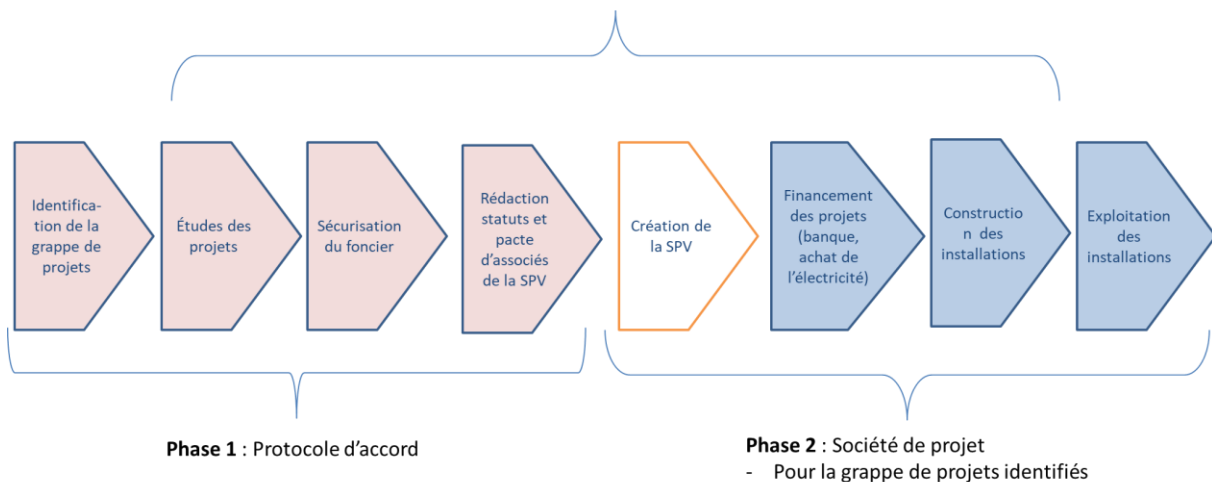 Identifica-
tion de la
grappe de
projets
Études des
projets
Sécurisation
du foncier
Rédaction
statuts et
pacte
d'associés
de la SPV
Création de
la SPV
Financement
des projets
(banque,
achat de
l'électricité)
Constructio
n des
installations
Exploitation
des
installations
Phase 1 : Protocole d'accord
Phase 2 : Société de projet
- Pour la grappe de projets identifiés